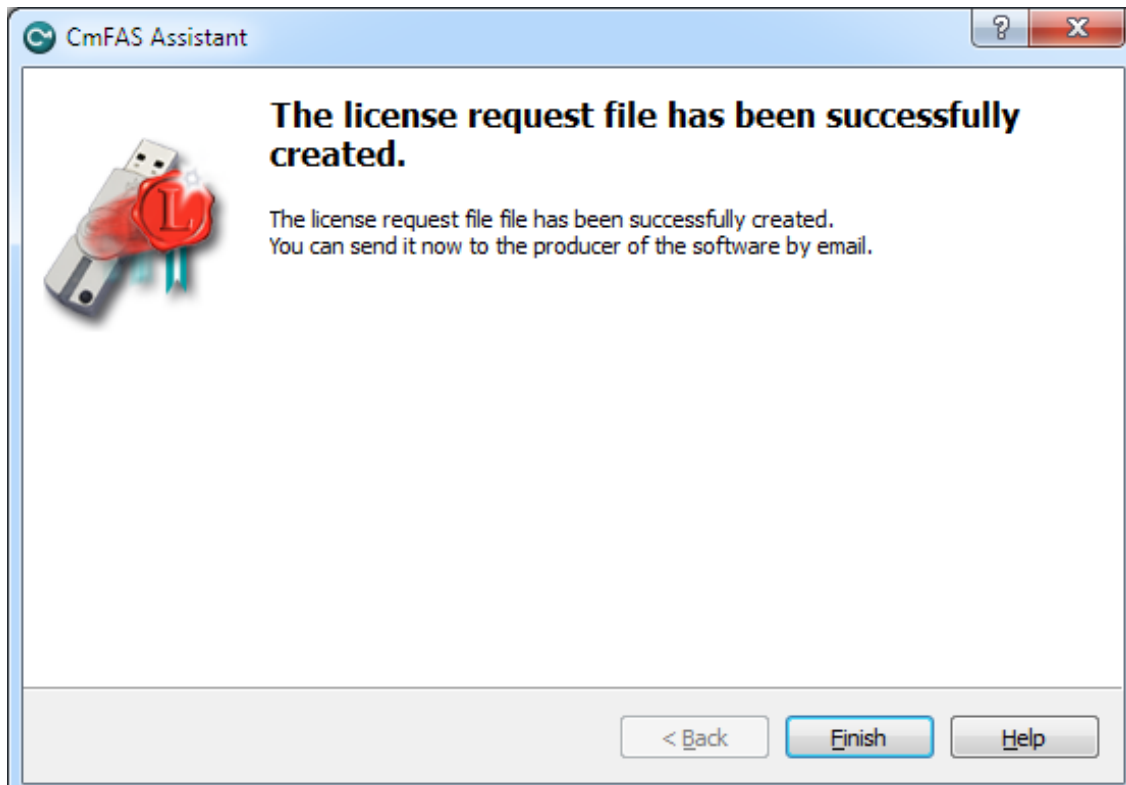 CmFAS Assistant
The license request file has been successfully
created.
The license request file file has been successfully created.
You can send it now to the producer of the software by email.
L
< Back
Finish
Help